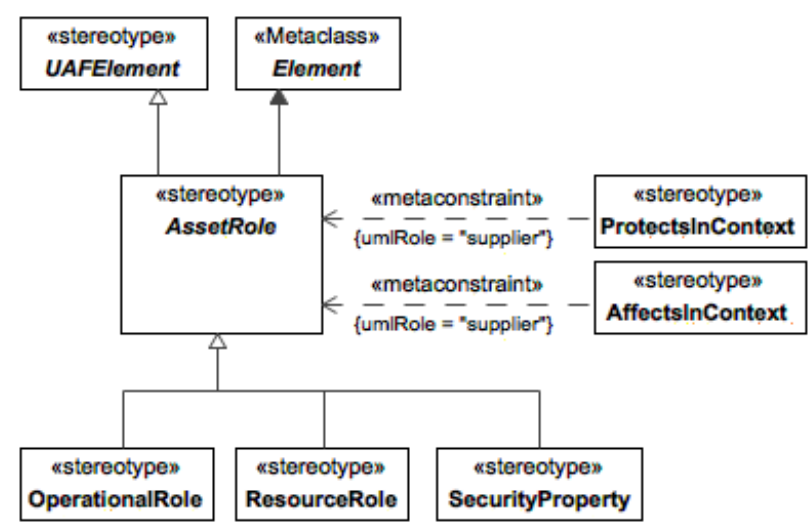 «stereotype»
UAFElement
«Metaclass»
Element
«stereotype»
AssetRole
«metaconstraint»
{umlRole = "supplier"}
«stereotype»
ProtectsInContext
«metaconstraint»
{umlRole = "supplier"}
«stereotype»
AffectsInContext
«stereotype»
OperationalRole
«stereotype»
ResourceRole
«stereotype»
SecurityProperty